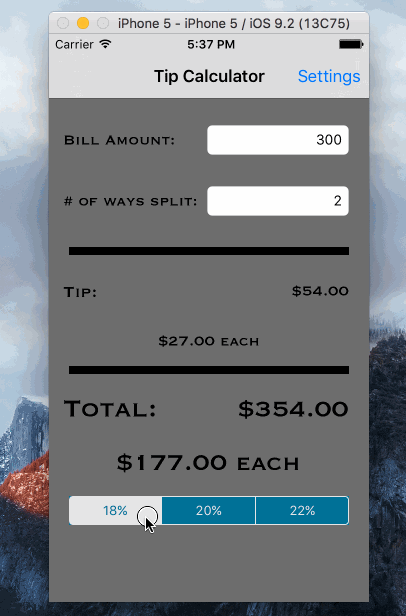 iPhone 5 - iPhone 5 / iOS 9.2 (13C75)
Carrier 5:37 PM
Tip Calculator Settings
Bill Amount: 300
# of ways split: 2
Tip: $54.00
$27.00 each
Total: $354.00
$177.00 each
18% 20% 22%